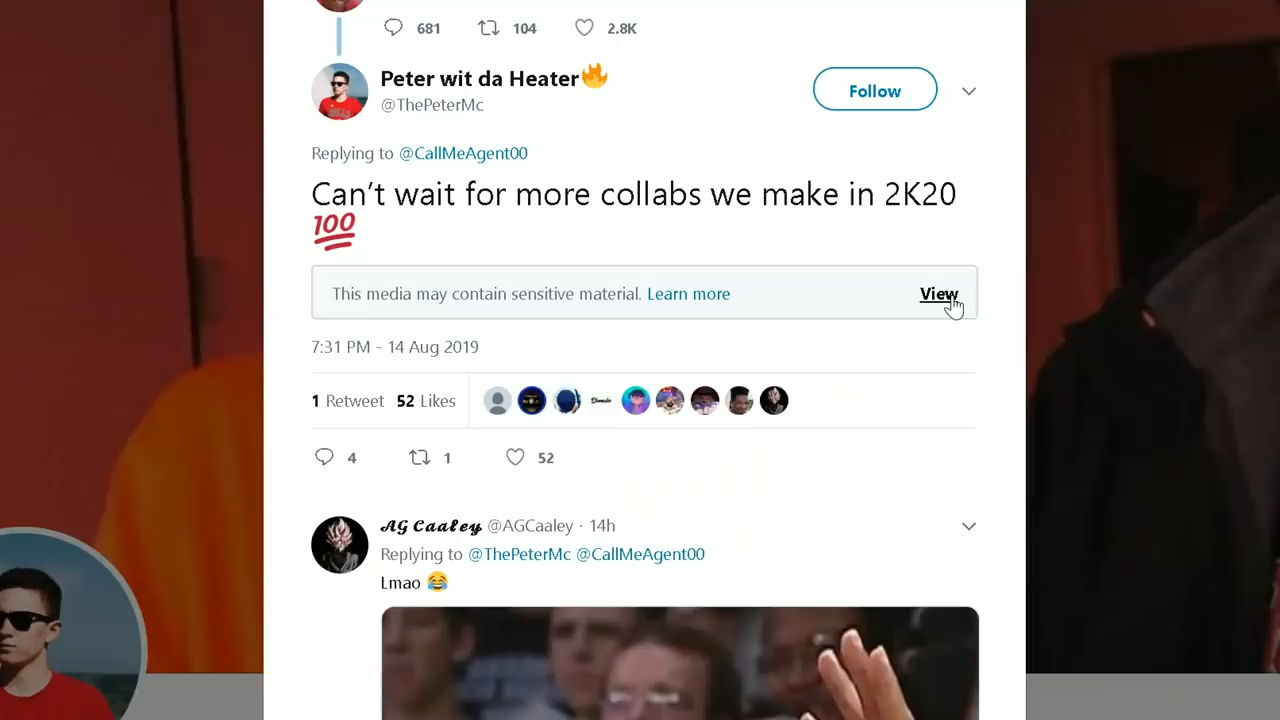 681 104 2.8K
Peter wit da Heater🔥
@ThePeterMc
Follow
Replying to @CallMeAgent00
Can't wait for more collabs we make in 2K20
💯
This media may contain sensitive material. Learn more View
7:31 PM - 14 Aug 2019
1 Retweet 52 Likes
4 1 52
AG Caaley @AGCaaley · 14h
Replying to @ThePeterMc @CallMeAgent00
Lmao 😂